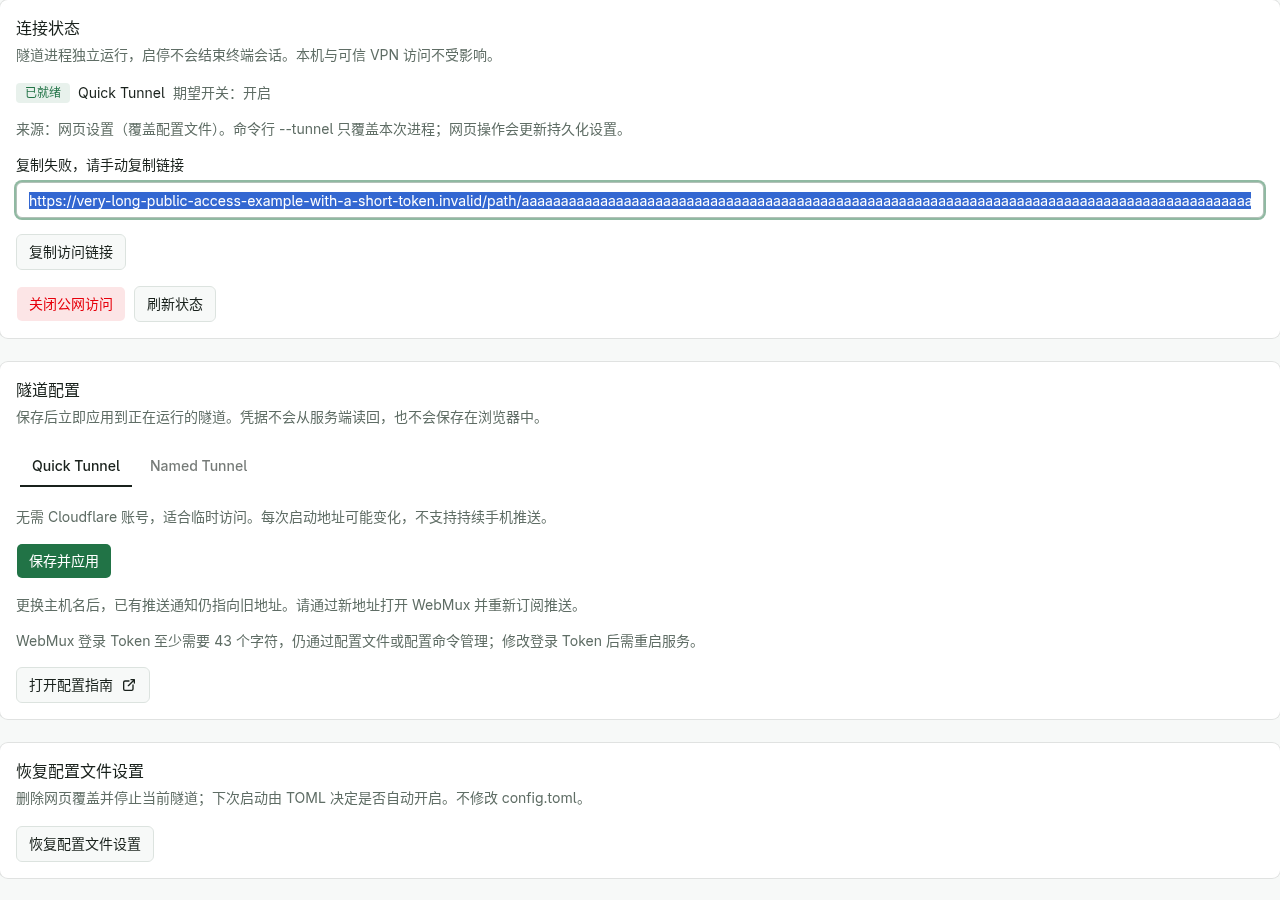 连接状态
隧道进程独立运行，启停不会结束终端会话。本机与可信 VPN 访问不受影响。
已就绪 Quick Tunnel 期望开关：开启
来源：网页设置（覆盖配置文件）。命令行 --tunnel 只覆盖本次进程；网页操作会更新持久化设置。
复制失败，请手动复制链接
https://very-long-public-access-example-with-a-short-token.invalid/path/aaaaaaaaaaaaaaaaaaaaaaaaaaaaaaaaaaaaaaaaaaaaaaaaaaaaaaaaaaaaaaaaaaaaaaaaaaaaaaaaaaaaaaaaaaa
复制访问链接
关闭公网访问 刷新状态
隧道配置
保存后立即应用到正在运行的隧道。凭据不会从服务端读回，也不会保存在浏览器中。
Quick Tunnel Named Tunnel
无需 Cloudflare 账号，适合临时访问。每次启动地址可能变化，不支持持续手机推送。
保存并应用
更换主机名后，已有推送通知仍指向旧地址。请通过新地址打开 WebMux 并重新订阅推送。
WebMux 登录 Token 至少需要 43 个字符，仍通过配置文件或配置命令管理；修改登录 Token 后需重启服务。
打开配置指南
恢复配置文件设置
删除网页覆盖并停止当前隧道；下次启动由 TOML 决定是否自动开启。不修改 config.toml。
恢复配置文件设置